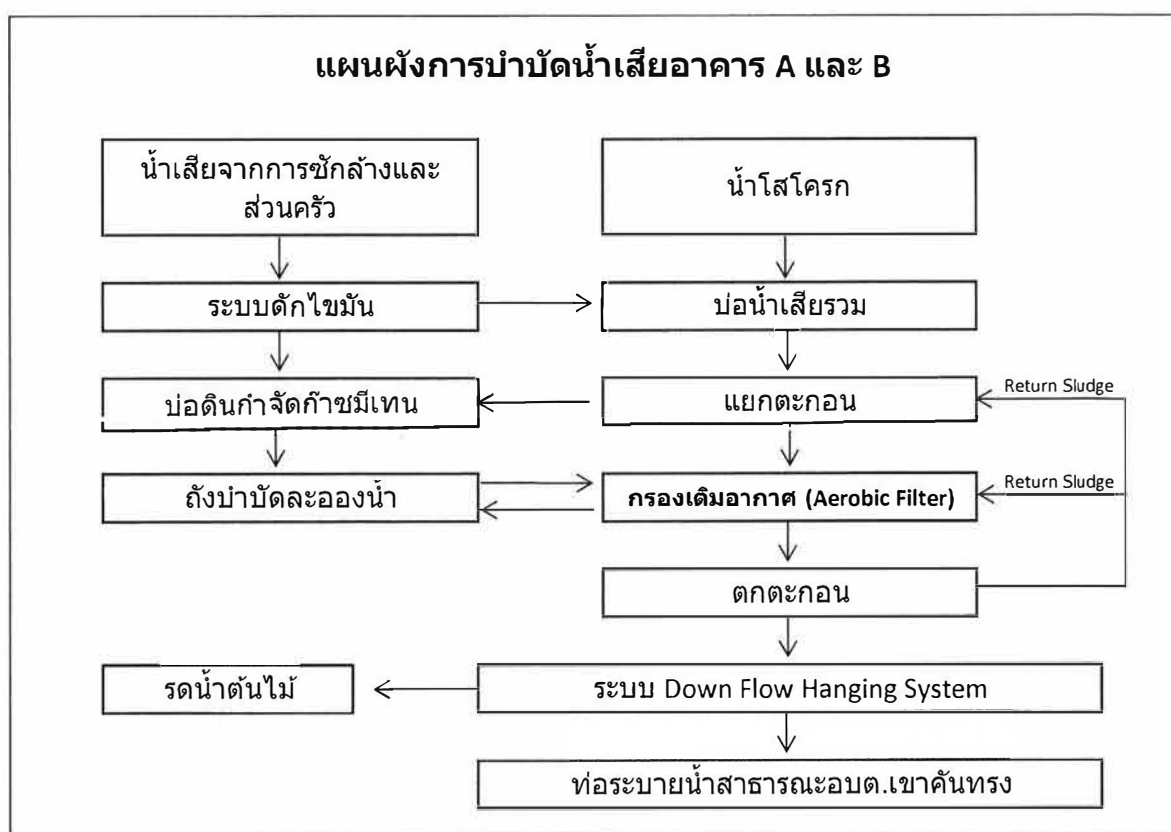 แผนผังการบำบัดน้ำเสียอาคาร A และ B
น้ำเสียจากการซักล้างและ
ส่วนครัว
น้ำโสโครก
ระบบดักไขมัน
บ่อน้ำเสียรวม
บ่อดินกำจัดก๊าซมีเทน
แยกตะกอน
Return Sludge
ถังบำบัดละอองน้ำ
กรองเติมอากาศ (Aerobic Filter)
Return Sludge
ตกตะกอน
รดน้ำต้นไม้
ระบบ Down Flow Hanging System
ท่อระบายน้ำสาธารณะอบต.เขาคันทรง